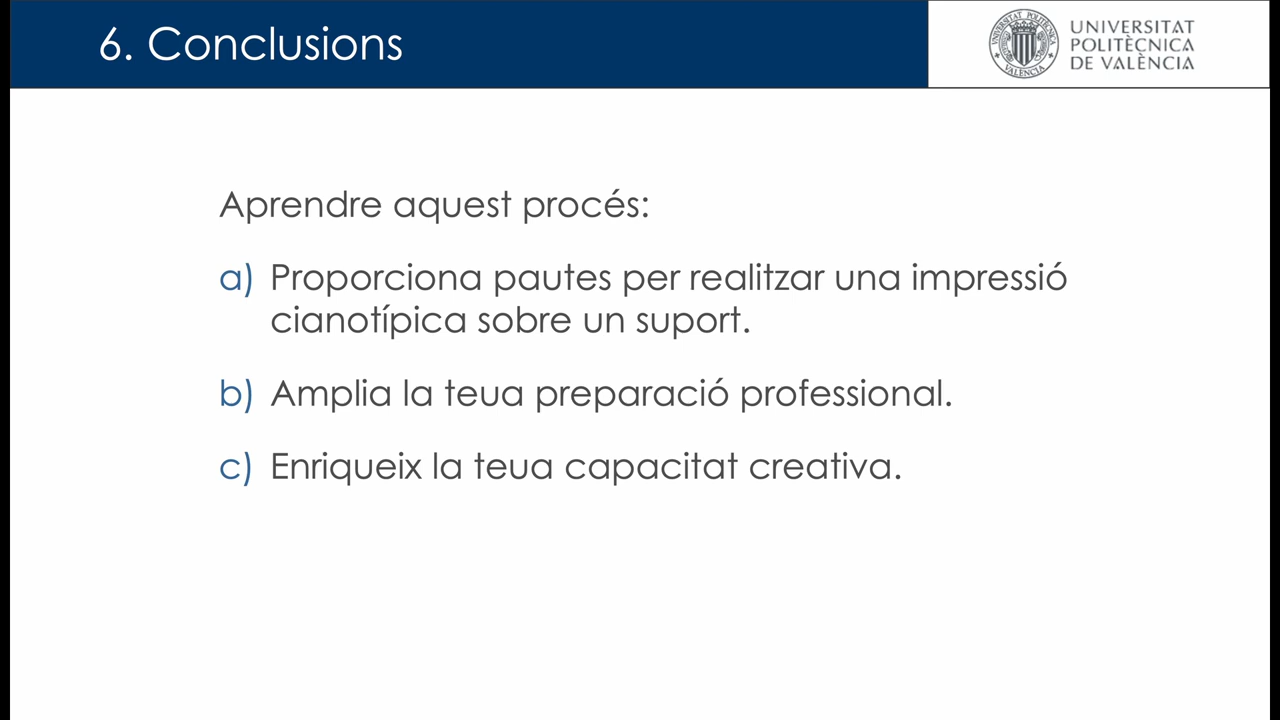 6. Conclusions
UNIVERSITAT
POLITÈCNICA
DE VALÈNCIA
Aprendre aquest procés:
a) Proporciona pautes per realitzar una impressió
cianotípica sobre un suport.
b) Amplia la teua preparació professional.
c) Enriqueix la teua capacitat creativa.